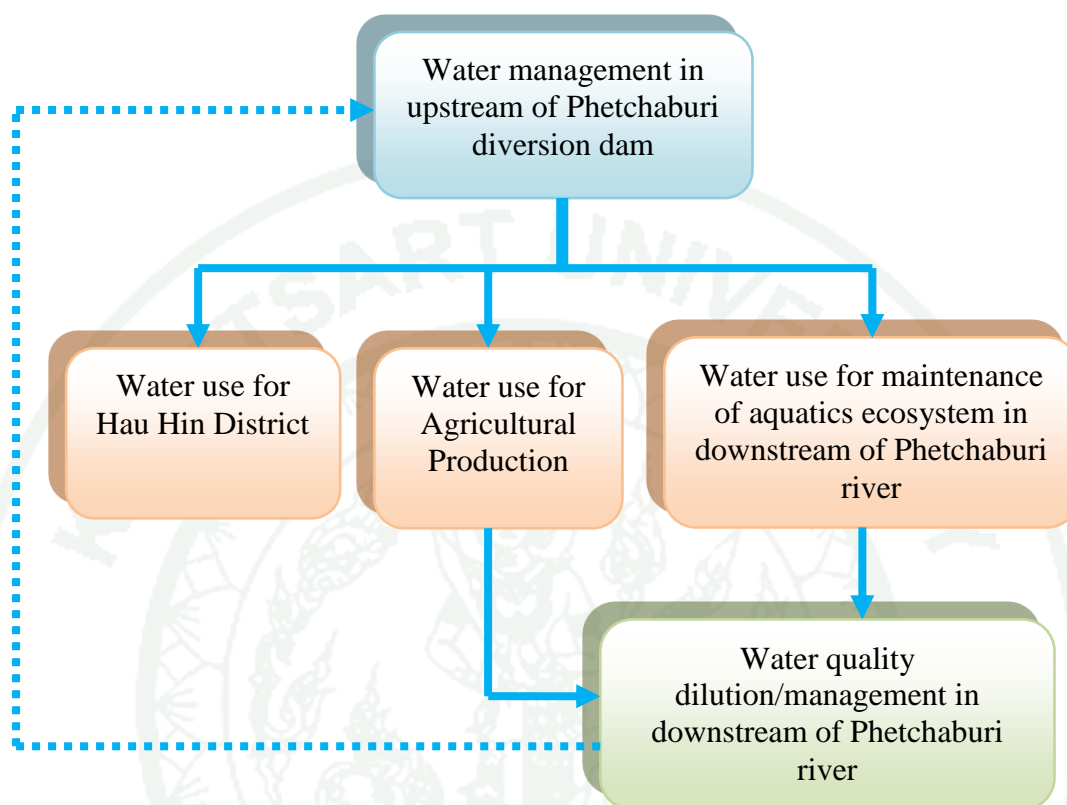 Water management in
upstream of Phetchaburi
diversion dam
Water use for
Hau Hin District
Water use for
Agricultural
Production
Water use for maintenance
of aquatics ecosystem in
downstream of Phetchaburi
river
Water quality
dilution/management in
downstream of Phetchaburi
river